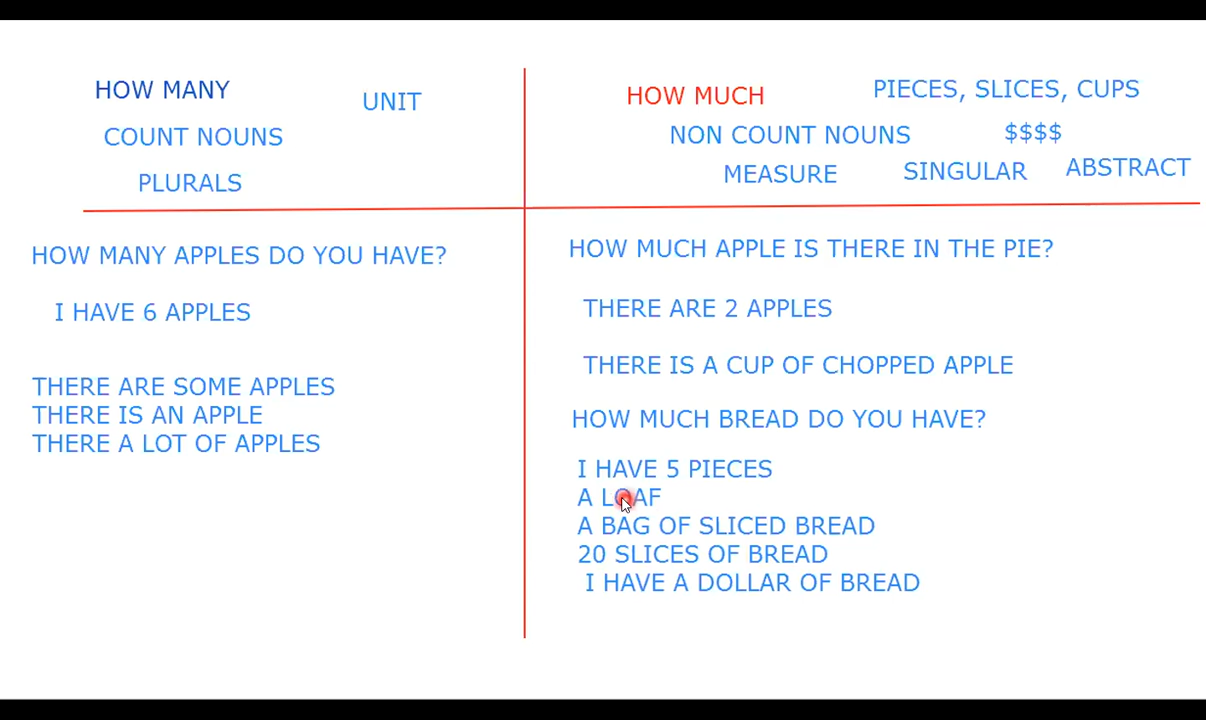 HOW MANY
UNIT
COUNT NOUNS
PLURALS
HOW MANY APPLES DO YOU HAVE?
I HAVE 6 APPLES
THERE ARE SOME APPLES
THERE IS AN APPLE
THERE A LOT OF APPLES
HOW MUCH
PIECES, SLICES, CUPS
NON COUNT NOUNS
$$$$
MEASURE
SINGULAR
ABSTRACT
HOW MUCH APPLE IS THERE IN THE PIE?
THERE ARE 2 APPLES
THERE IS A CUP OF CHOPPED APPLE
HOW MUCH BREAD DO YOU HAVE?
I HAVE 5 PIECES
A LOAF
A BAG OF SLICED BREAD
20 SLICES OF BREAD
I HAVE A DOLLAR OF BREAD